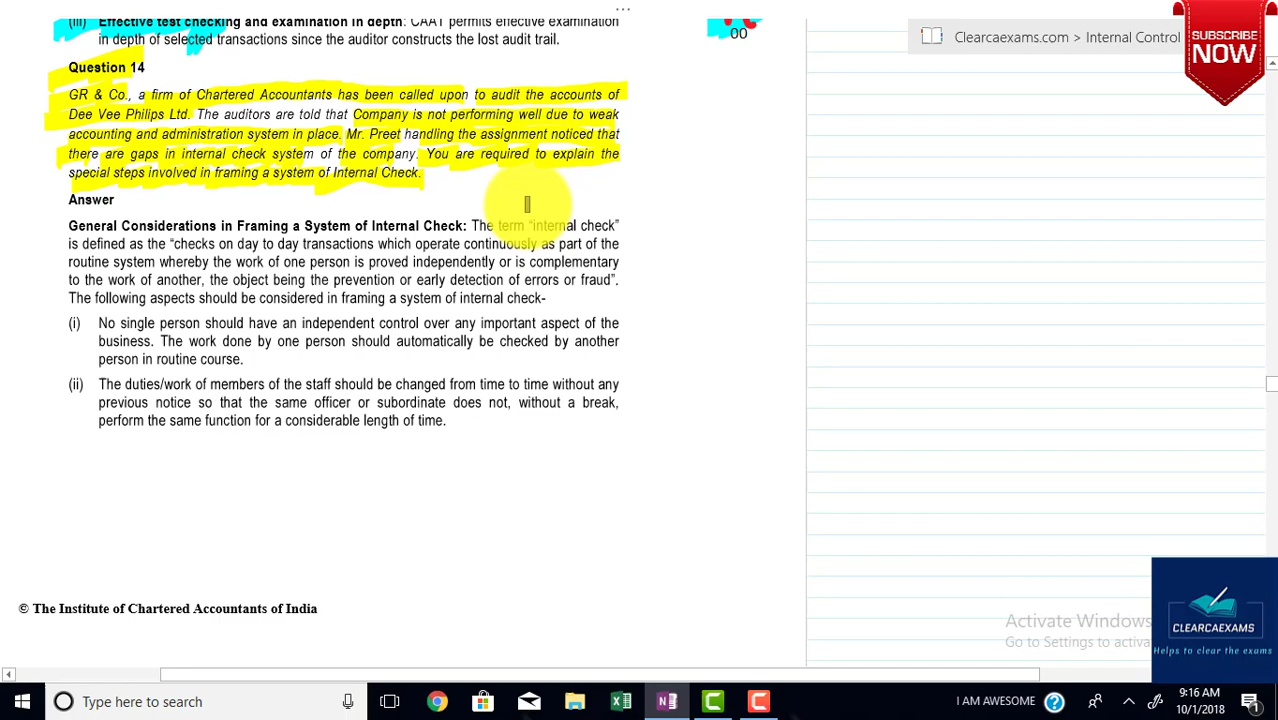 (iii) Effective test checking and examination in depth: CAAT permits effective examination
in depth of selected transactions since the auditor constructs the lost audit trail.
00
Clearcaexams.com > Internal Control
SUBSCRIBE
NOW
Question 14
GR & Co., a firm of Chartered Accountants has been called upon to audit the accounts of
Dee Vee Philips Ltd. The auditors are told that Company is not performing well due to weak
accounting and administration system in place. Mr. Preet handling the assignment noticed that
there are gaps in internal check system of the company. You are required to explain the
special steps involved in framing a system of Internal Check.
Answer
General Considerations in Framing a System of Internal Check: The term “internal check”
is defined as the “checks on day to day transactions which operate continuously as part of the
routine system whereby the work of one person is proved independently or is complementary
to the work of another, the object being the prevention or early detection of errors or fraud”.
The following aspects should be considered in framing a system of internal check-
(i) No single person should have an independent control over any important aspect of the
business. The work done by one person should automatically be checked by another
person in routine course.
(ii) The duties/work of members of the staff should be changed from time to time without any
previous notice so that the same officer or subordinate does not, without a break,
perform the same function for a considerable length of time.
© The Institute of Chartered Accountants of India
Activate Windows
Go to Settings to activa
CLEARCAEXAMS
Helps to clear the exams
Type here to search
I AM AWESOME
9:16 AM
10/1/2018